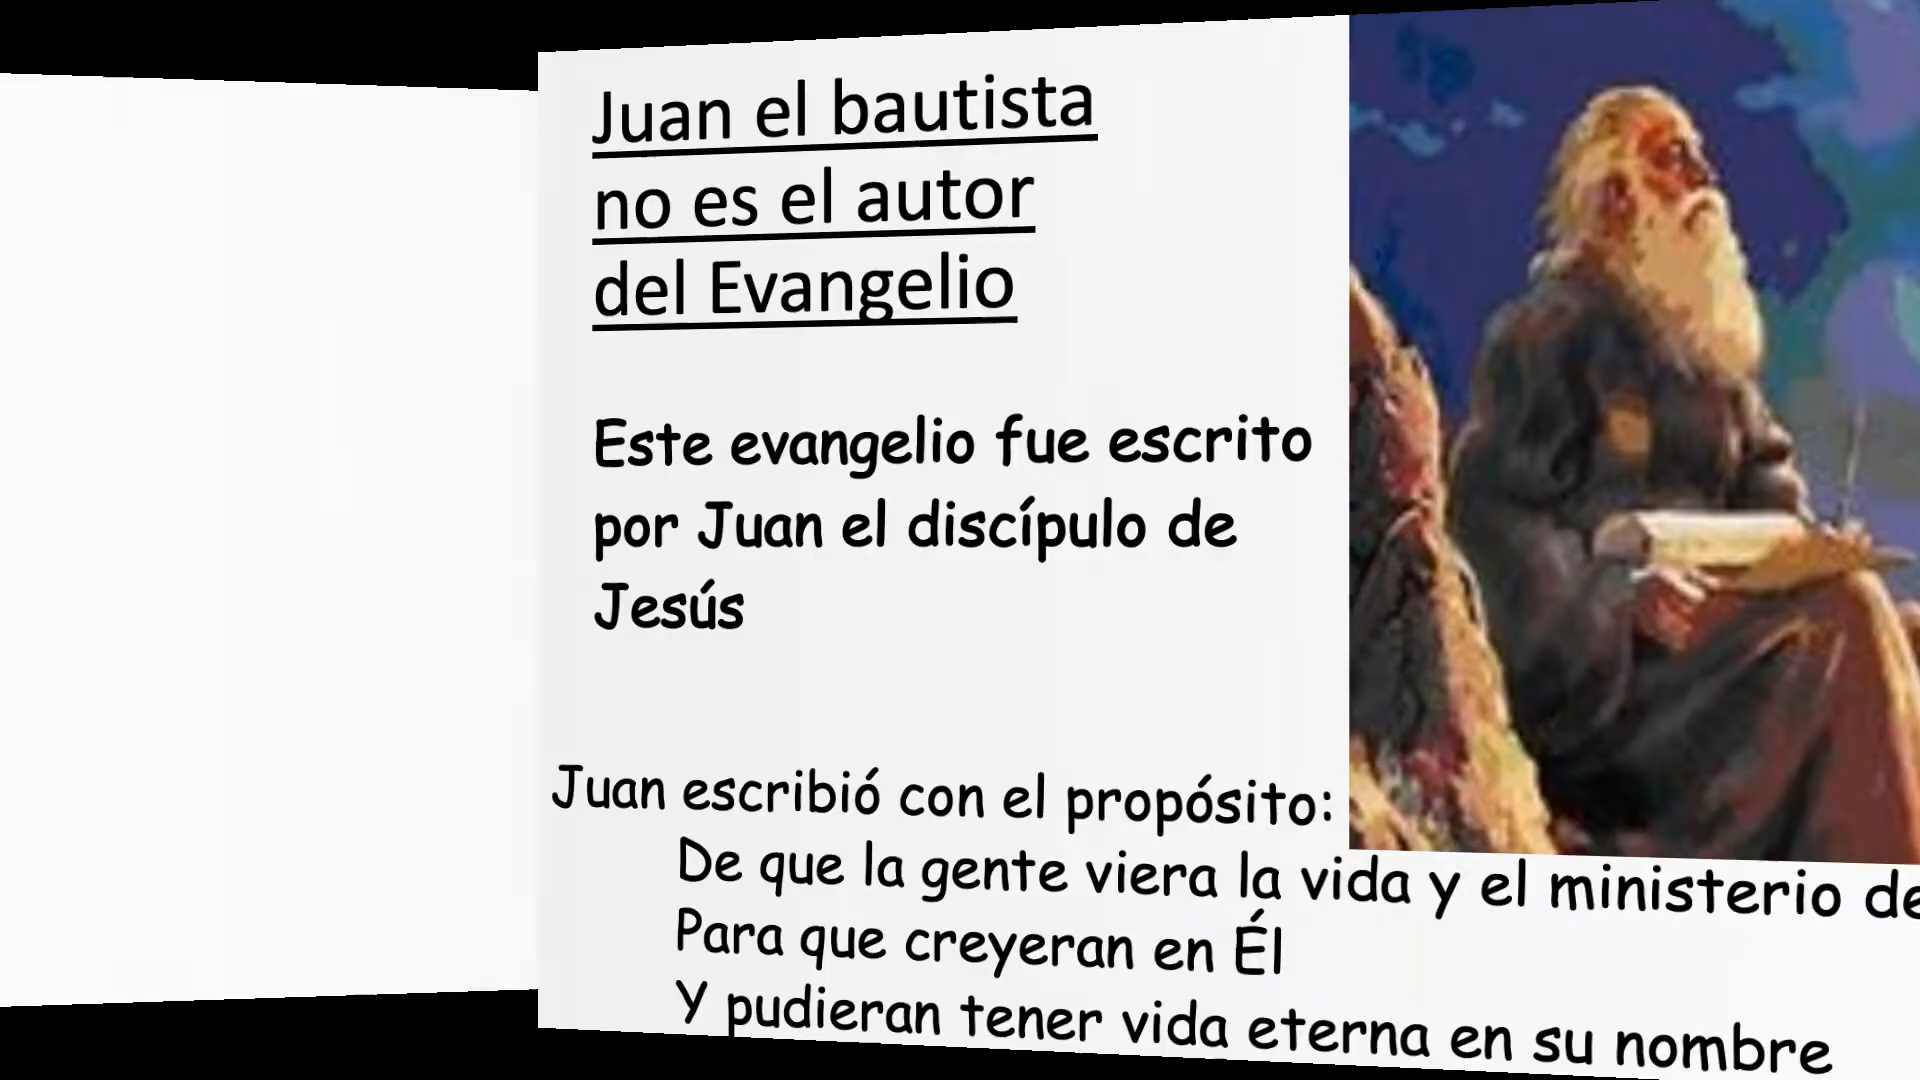 Juan el bautista
no es el autor
del Evangelio
Este evangelio fue escrito
por Juan el discípulo de
Jesús
Juan escribió con el propósito:
De que la gente viera la vida y el ministerio de
Para que creyeran en Él
Y pudieran tener vida eterna en su nombre